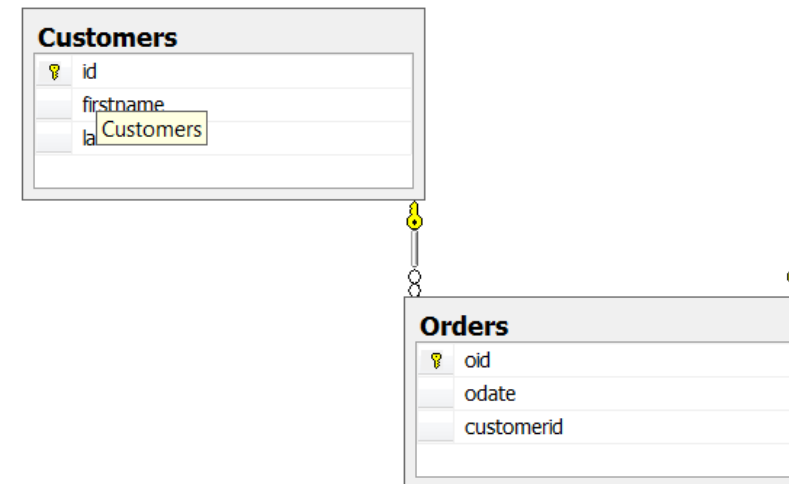 Customers
id
firstname
la
Customers
Orders
oid
odate
customerid